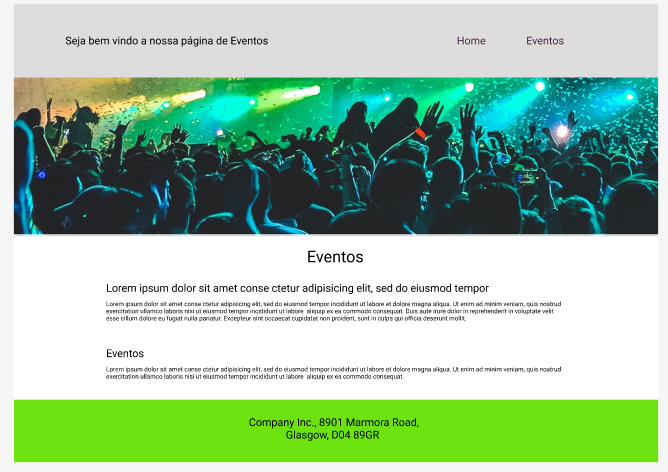 Seja bem vindo a nossa página de Eventos
Home
Eventos
Eventos
Lorem ipsum dolor sit amet conse ctetur adipisicing elit, sed do eiusmod tempor
Lorem ipsum dolor sit amet conse ctetur adipisicing elit, sed do eiusmod tempor incididunt ut labore et dolore magna aliqua. Ut enim ad minim veniam, quis nostrud
exercitation ullamco laboris nisi ut eiusmod tempor incididunt ut labore  aliquip ex ea commodo consequat. Duis aute irure dolor in reprehenderit in voluptate velit
esse cillum dolore eu fugiat nulla pariatur. Excepteur sint occaecat cupidatat non proident, sunt in culpa qui officia deserunt mollit.
Eventos
Lorem ipsum dolor sit amet conse ctetur adipisicing elit, sed do eiusmod tempor incididunt ut labore et dolore magna aliqua. Ut enim ad minim veniam, quis nostrud
exercitation ullamco laboris nisi ut eiusmod tempor incididunt ut labore  aliquip ex ea commodo consequat.
Company Inc., 8901 Marmora Road,
Glasgow, D04 89GR